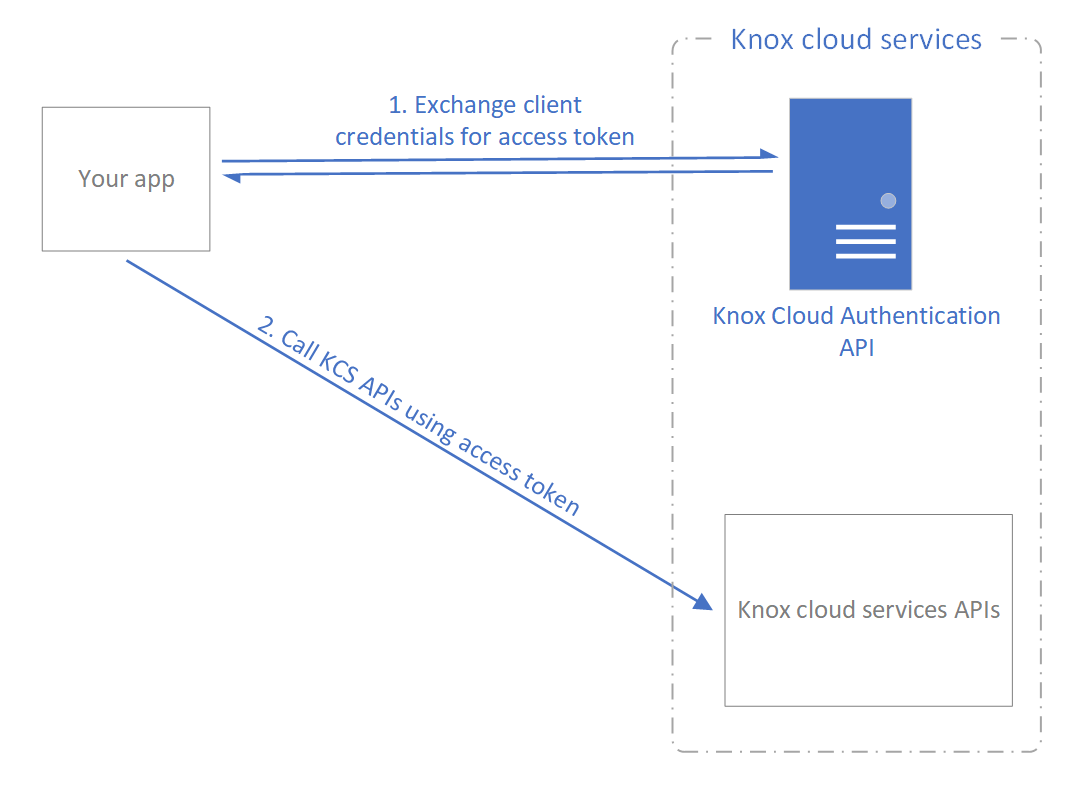 Knox cloud services
1. Exchange client
credentials for access token
Your app
Knox Cloud Authentication
API
2. Call KCS APIs using access token
Knox cloud services APIs